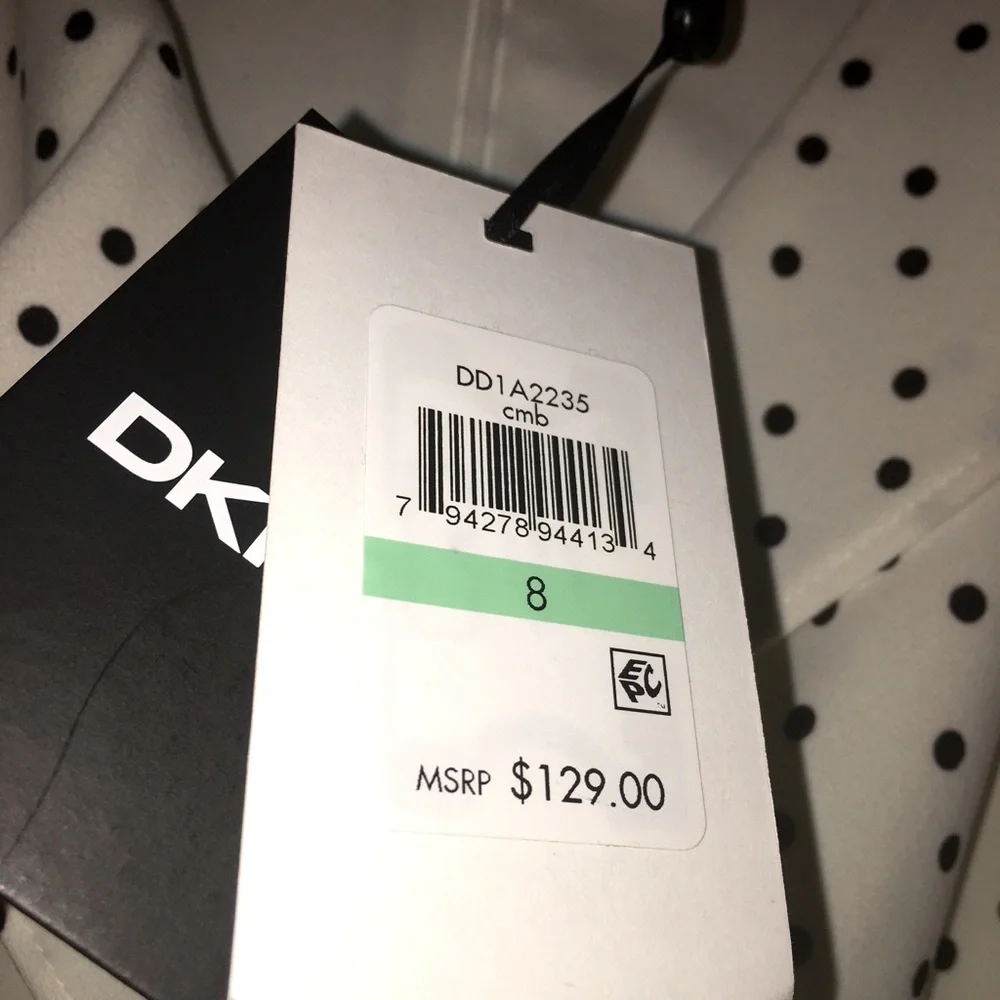 DK
DD1A2235
cmb
7 94278 94413 4
8
EPC
MSRP $129.00